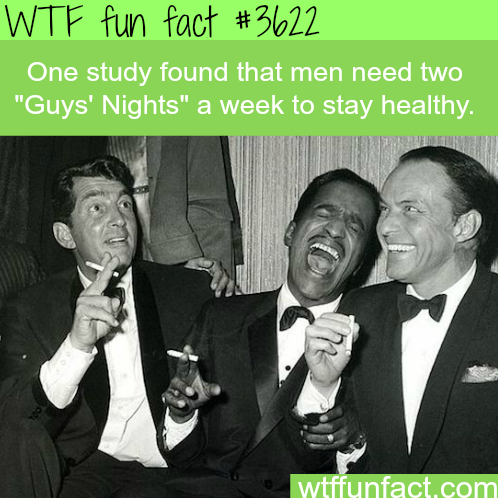 WTF fun fact #3622
One study found that men need two
"Guys' Nights" a week to stay healthy.
wtffunfact.com